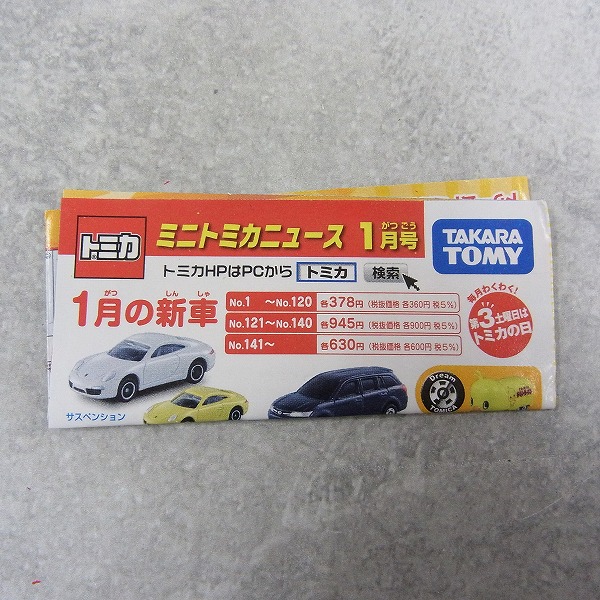 トミカ
ミニトミカニュース 1月号
がつ ごう
TAKARA TOMY
トミカHPはPCから トミカ 検索
がつ しん しゃ
1月の新車
No.1 ～No.120 各378円 (税抜価格 各360円 税5%)
No.121～No.140 各945円 (税抜価格 各900円 税5%)
No.141～ 各630円 (税抜価格 各600円 税5%)
毎月わくわく!
第3土曜日は
トミカの日
サスペンション
Dream
TOMICA